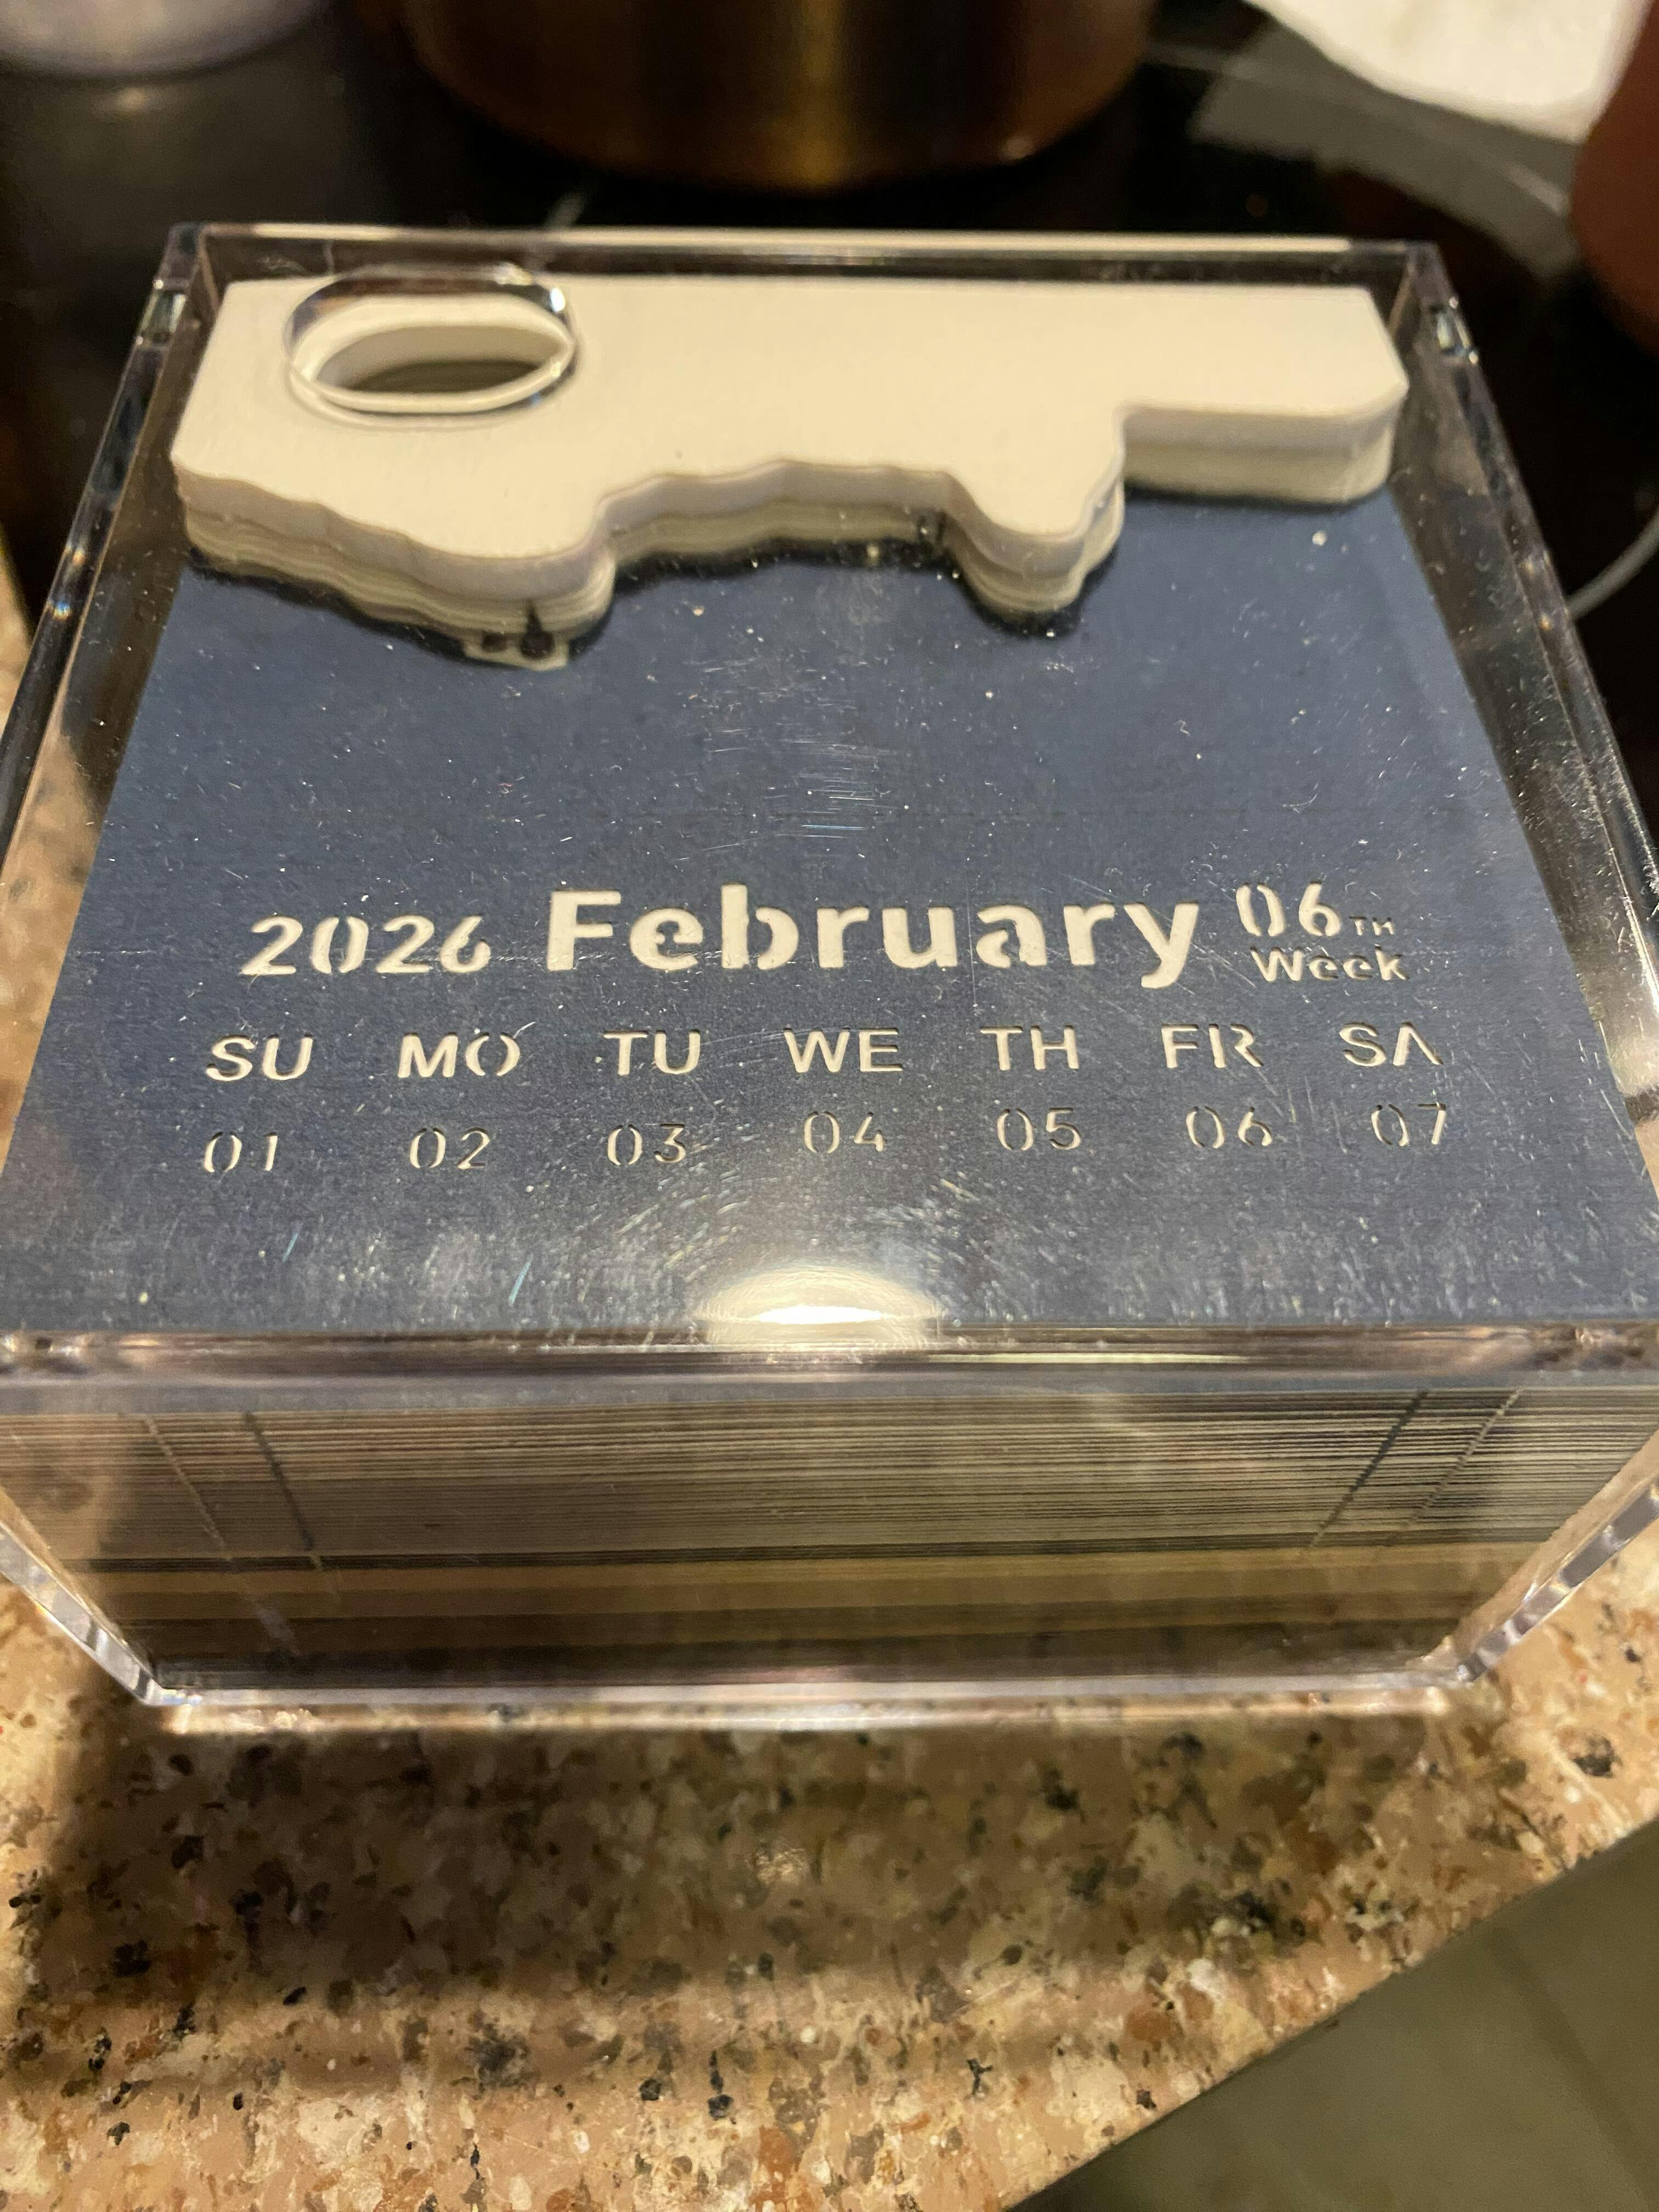 2026 February 06TH Week
SU MO TU WE TH FR SA
01 02 03 04 05 06 07